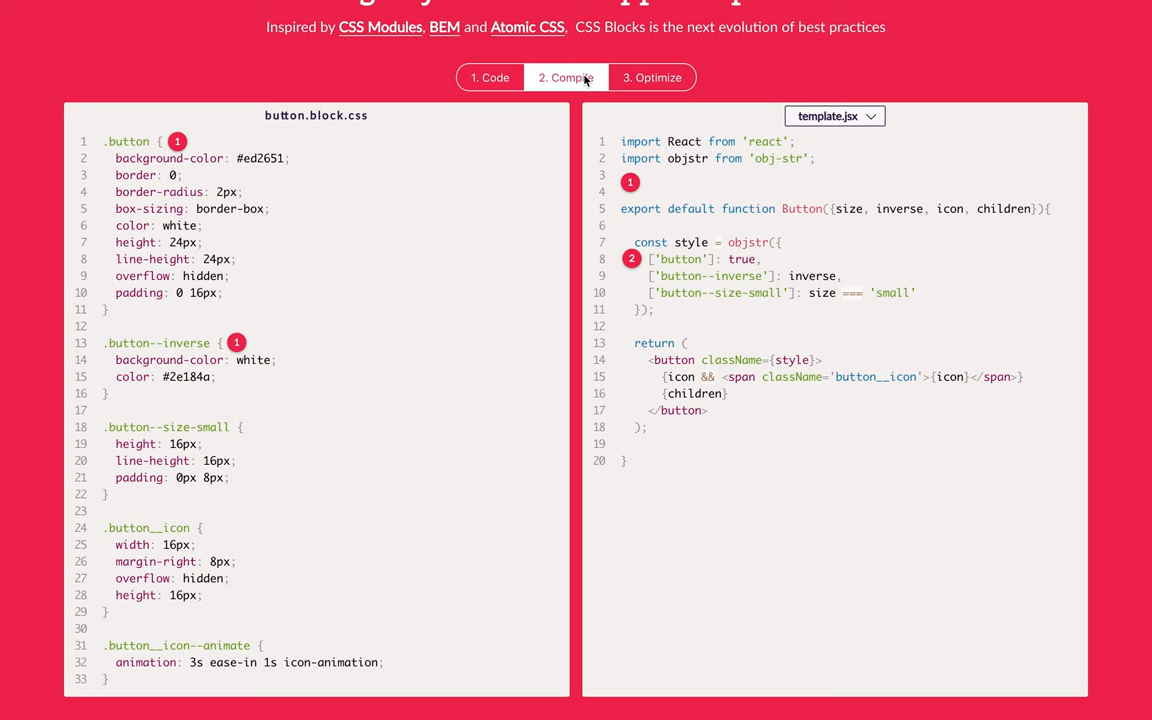 Inspired by CSS Modules, BEM and Atomic CSS, CSS Blocks is the next evolution of best practices
1. Code
2. Compile
3. Optimize
button.block.css
1 .button { 1
2 background-color: #ed2651;
3 border: 0;
4 border-radius: 2px;
5 box-sizing: border-box;
6 color: white;
7 height: 24px;
8 line-height: 24px;
9 overflow: hidden;
10 padding: 0 16px;
11 }
12
13 .button--inverse { 1
14 background-color: white;
15 color: #2e184a;
16 }
17
18 .button--size-small {
19 height: 16px;
20 line-height: 16px;
21 padding: 0px 8px;
22 }
23
24 .button__icon {
25 width: 16px;
26 margin-right: 8px;
27 overflow: hidden;
28 height: 16px;
29 }
30
31 .button__icon--animate {
32 animation: 3s ease-in 1s icon-animation;
33 }
template.jsx
1 import React from 'react';
2 import objstr from 'obj-str';
3 1
4
5 export default function Button({size, inverse, icon, children}){
6
7 const style = objstr({
8 2 ['button']: true,
9 ['button--inverse']: inverse,
10 ['button--size-small']: size === 'small'
11 });
12
13 return (
14 <button className={style}>
15 {icon && <span className='button__icon'>{icon}</span>}
16 {children}
17 </button>
18 );
19
20 }